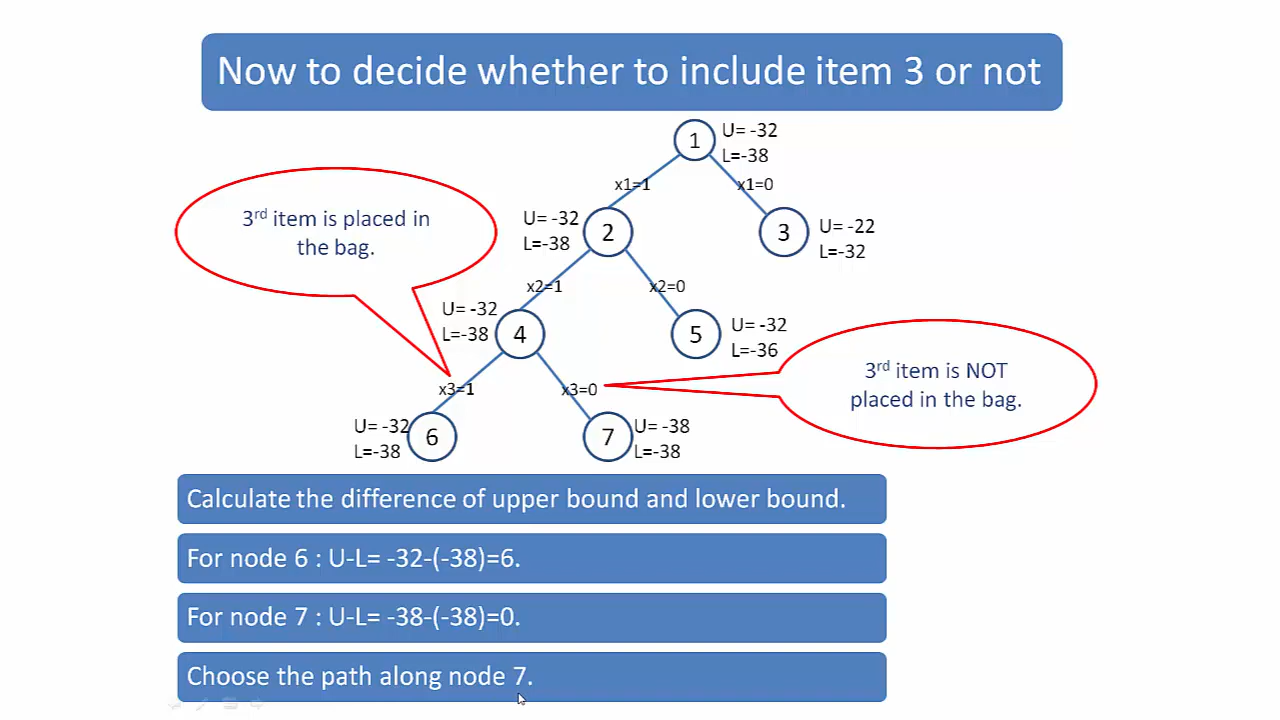 Now to decide whether to include item 3 or not
1
U= -32
L=-38
x1=1
x1=0
3rd item is placed in
the bag.
U= -32
L=-38
2
3
U= -22
L=-32
x2=1
x2=0
U= -32
L=-38
4
5
U= -32
L=-36
x3=1
x3=0
3rd item is NOT
placed in the bag.
U= -32
L=-38
6
7
U= -38
L=-38
Calculate the difference of upper bound and lower bound.
For node 6 : U-L= -32-(-38)=6.
For node 7 : U-L= -38-(-38)=0.
Choose the path along node 7.